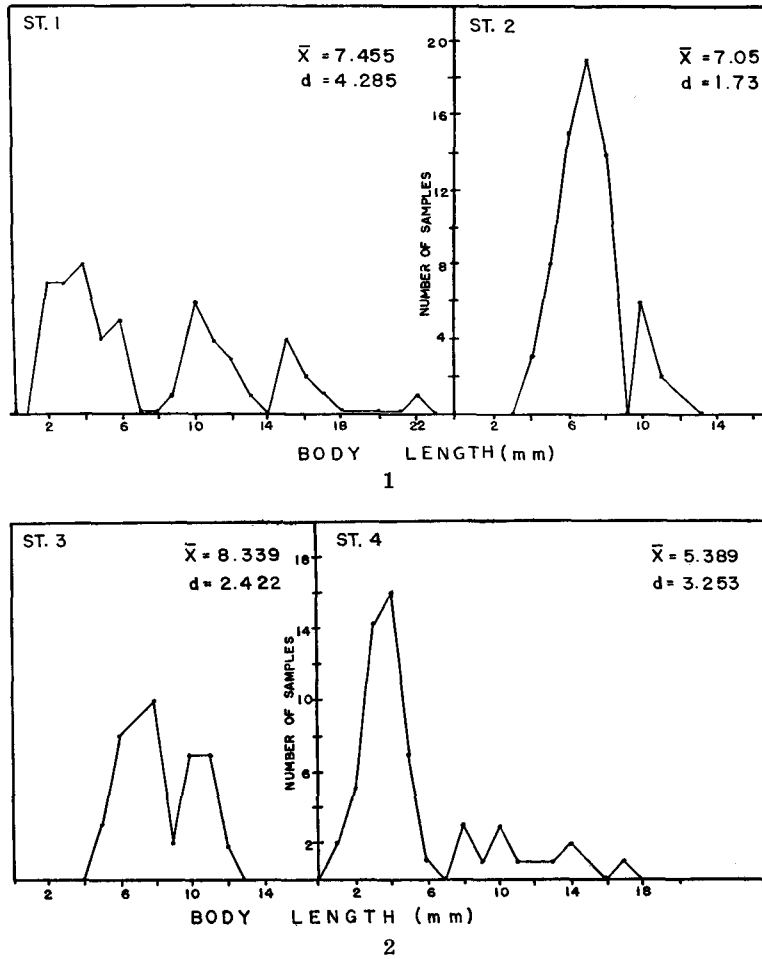 ST. 1
X̄ = 7.455
d = 4.285
ST. 2
X̄ = 7.05
d = 1.73
NUMBER OF SAMPLES
20
16
12
8
4
2 6 10 14 18 22
2 6 10 14
BODY LENGTH (mm)
1
ST. 3
X̄ = 8.339
d = 2.422
ST. 4
X̄ = 5.389
d = 3.253
NUMBER OF SAMPLES
18
14
10
6
2
2 6 10 14
2 6 10 14 18
BODY LENGTH (mm)
2